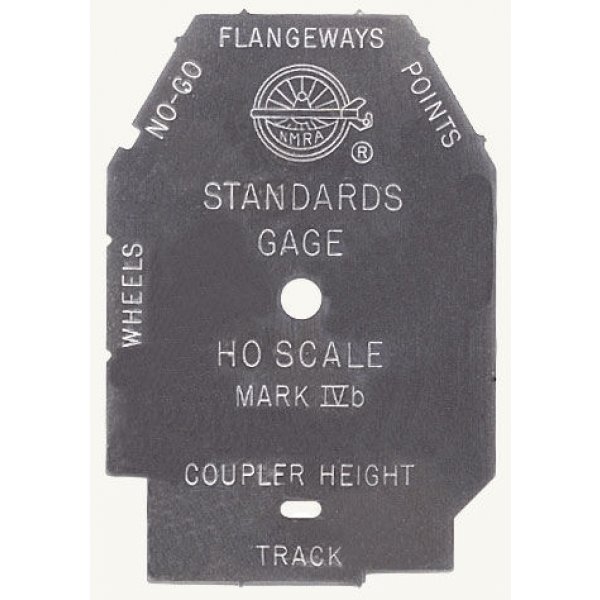 FLANGEWAYS
NO-GO
POINTS
NMRA
®
STANDARDS
GAGE
WHEELS
HO SCALE
MARK IVb
COUPLER HEIGHT
TRACK